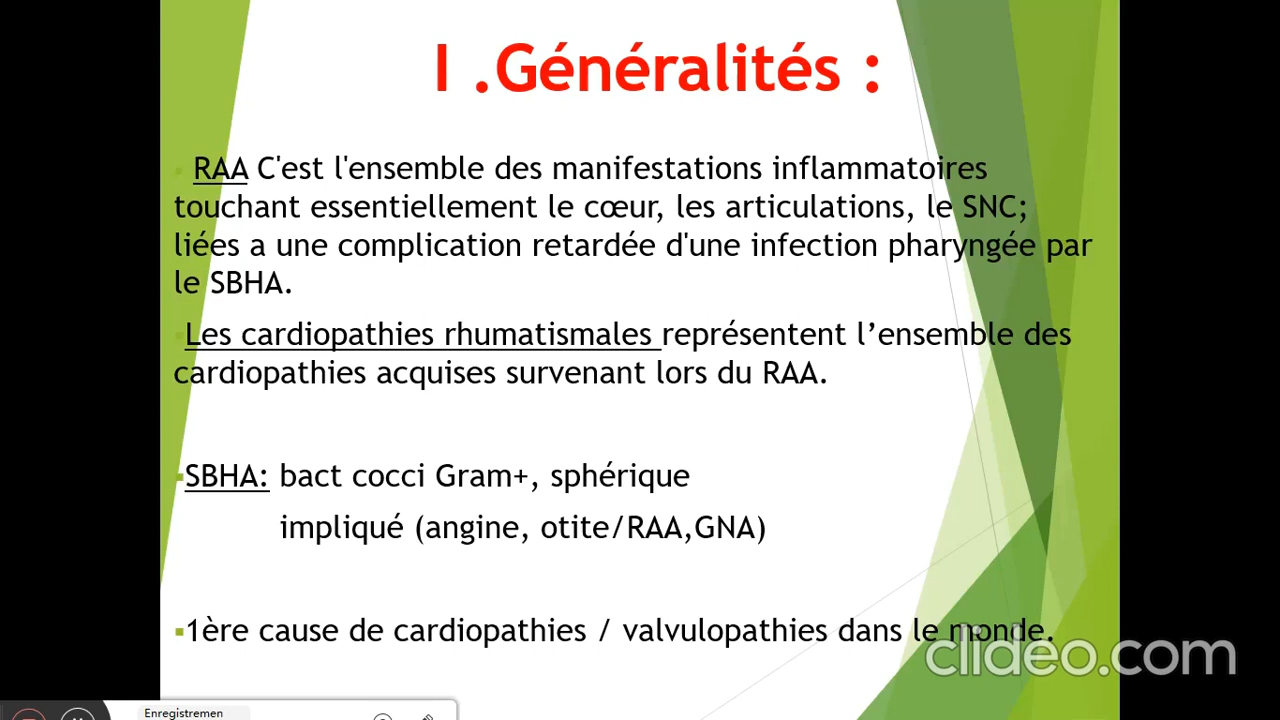 I .Généralités :
RAA C'est l'ensemble des manifestations inflammatoires
touchant essentiellement le cœur, les articulations, le SNC;
liées a une complication retardée d'une infection pharyngée par
le SBHA.
Les cardiopathies rhumatismales représentent l’ensemble des
cardiopathies acquises survenant lors du RAA.
SBHA: bact cocci Gram+, sphérique
impliqué (angine, otite/RAA,GNA)
1ère cause de cardiopathies / valvulopathies dans le monde.
clideo.com
Enregistremen